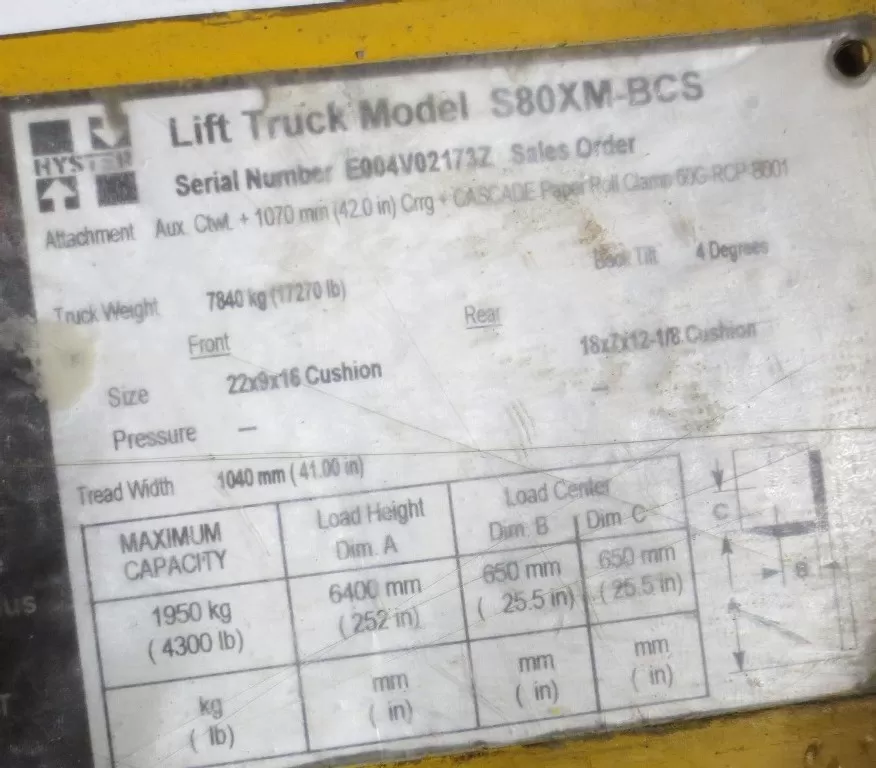 Lift Truck Model S80XM-BCS
HYSTER
Serial Number E004V02173Z Sales Order
Attachment Aux. Ctwt. + 1070 mm (42.0 in) Crrg + CASCADE Paper Roll Clamp 60G-RCP-8001
Back Tilt 4 Degrees
Truck Weight 7840 kg (17270 lb)
Front Rear
Size 22x9x16 Cushion 18x7x12-1/8 Cushion
Pressure — —
Tread Width 1040 mm (41.00 in)
MAXIMUM CAPACITY Load Height Dim. A Load Center Dim. B Dim. C
1950 kg 6400 mm 650 mm 650 mm
(4300 lb) (252 in) (25.5 in) (25.5 in)
kg mm mm mm
(lb) (in) (in) (in)
C
B
us
T